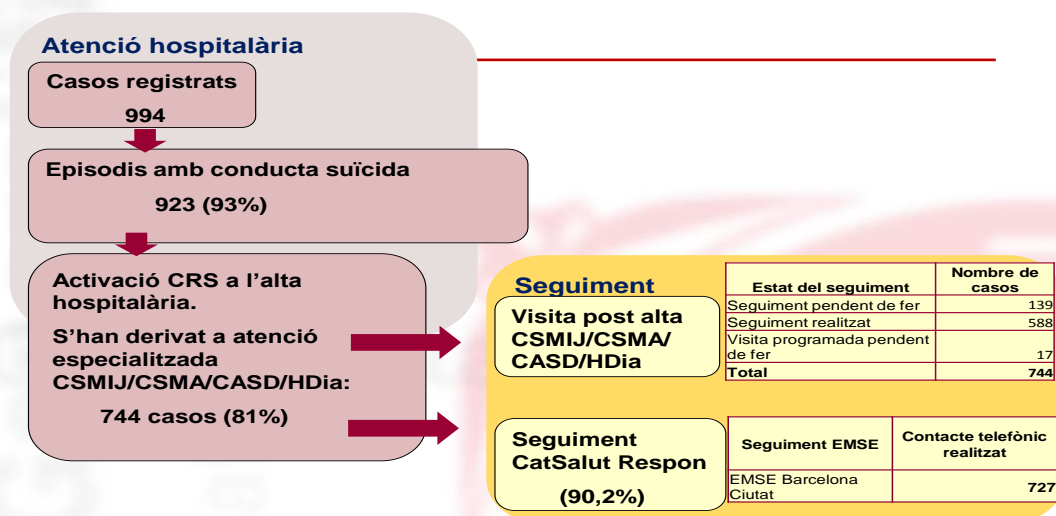 Atenció hospitalària
Casos registrats
994
Episodis amb conducta suïcida
923 (93%)
Activació CRS a l'alta
hospitalària.
S'han derivat a atenció
especialitzada
CSMIJ/CSMA/CASD/HDia:
744 casos (81%)
Seguiment
Visita post alta
CSMIJ/CSMA/
CASD/HDia
Estat del seguiment
Nombre de
casos
Seguiment pendent de fer 139
Seguiment realitzat 588
Visita programada pendent
de fer 17
Total 744
Seguiment
CatSalut Respon
(90,2%)
Seguiment EMSE
Contacte telefònic
realitzat
EMSE Barcelona
Ciutat 727